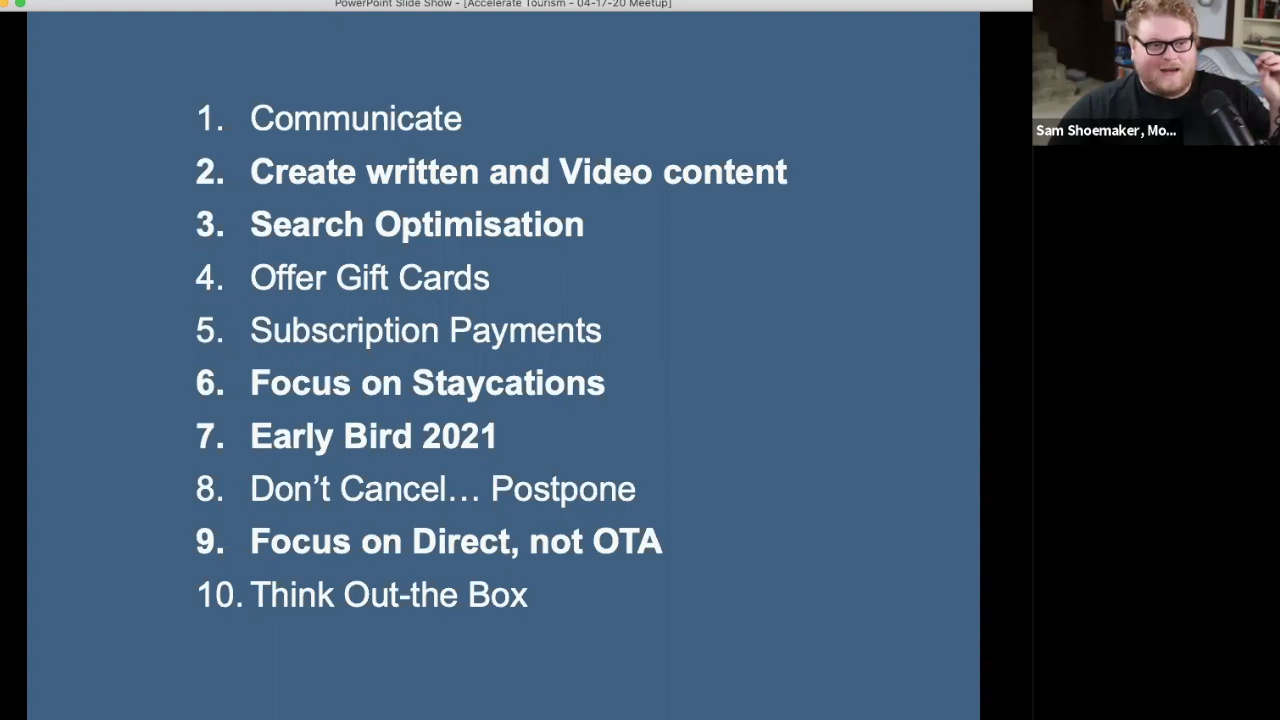 PowerPoint Slide Show - [Accelerate Tourism - 04-17-20 Meetup]
1. Communicate
2. Create written and Video content
3. Search Optimisation
4. Offer Gift Cards
5. Subscription Payments
6. Focus on Staycations
7. Early Bird 2021
8. Don’t Cancel… Postpone
9. Focus on Direct, not OTA
10. Think Out-the Box
Sam Shoemaker, Mo...